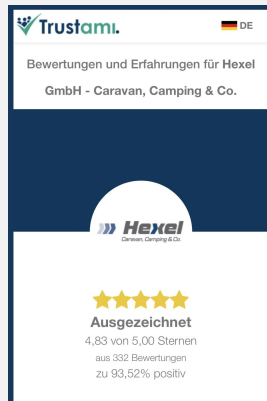 Trustami.
DE
Bewertungen und Erfahrungen für Hexel
GmbH - Caravan, Camping & Co.
Hexel
Caravan, Camping & Co.
Ausgezeichnet
4,83 von 5,00 Sternen
aus 332 Bewertungen
zu 93,52% positiv